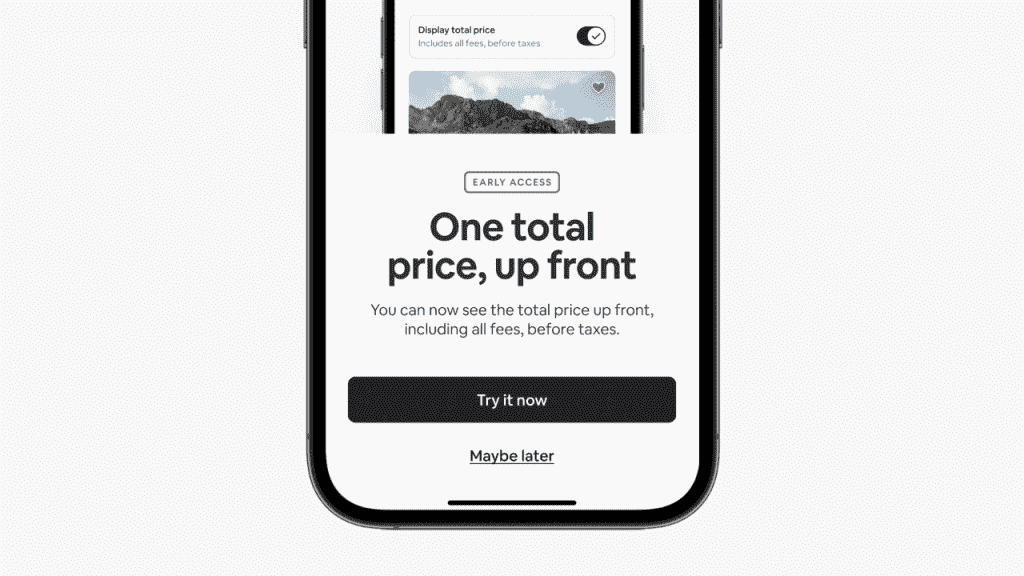 Display total price
Includes all fees, before taxes
EARLY ACCESS
One total
price, up front
You can now see the total price up front,
including all fees, before taxes.
Try it now
Maybe later